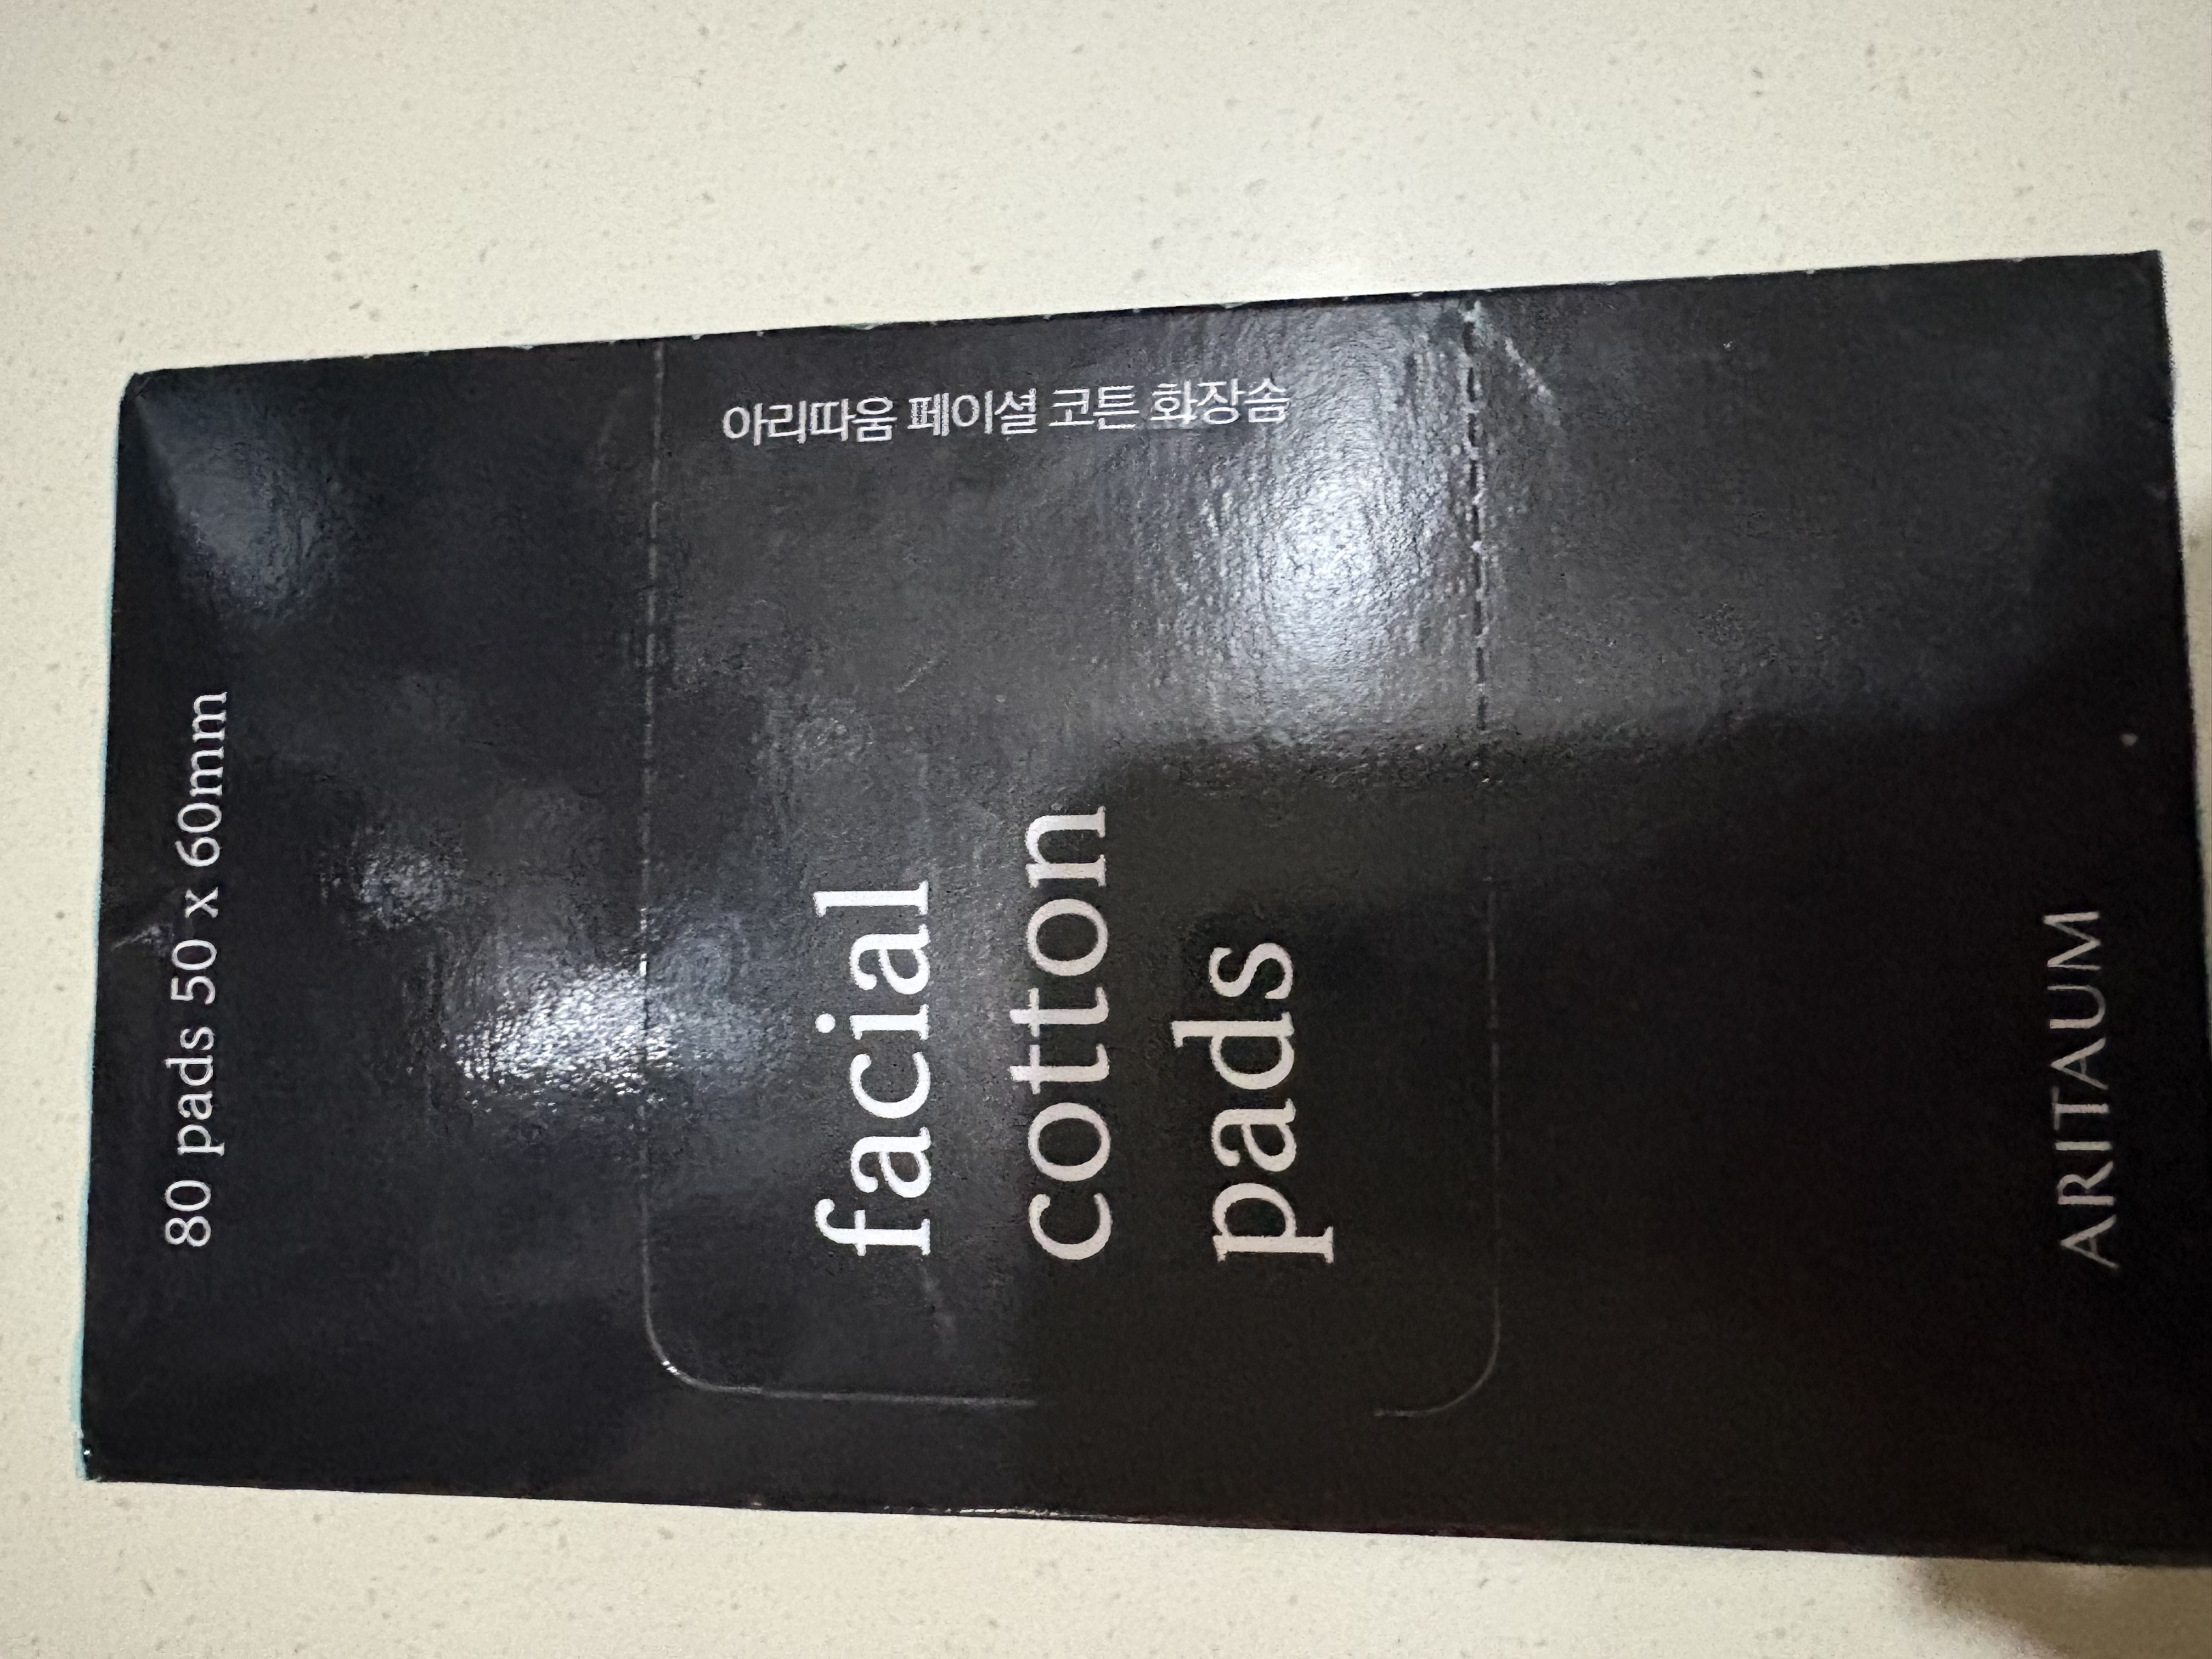 80 pads 50 x 60mm
아리따움 페이셜 코튼 화장솜
facial
cotton
pads
ARITAUM